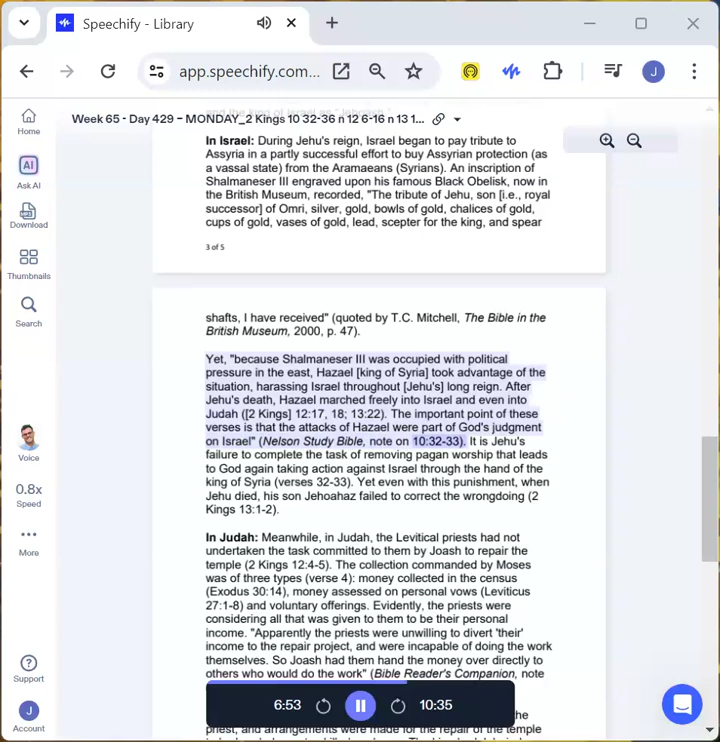 Speechify - Library
app.speechify.com...
J
Week 65 - Day 429 – MONDAY_2 Kings 10 32-36 n 12 6-16 n 13 1...
Home
AI
Ask AI
Download
Thumbnails
Search
Voice
0.8x
Speed
More
Support
J
Account
and the king of Israel as "Jehoram."
In Israel: During Jehu's reign, Israel began to pay tribute to
Assyria in a partly successful effort to buy Assyrian protection (as
a vassal state) from the Aramaeans (Syrians). An inscription of
Shalmaneser III engraved upon his famous Black Obelisk, now in
the British Museum, recorded, "The tribute of Jehu, son [i.e., royal
successor] of Omri, silver, gold, bowls of gold, chalices of gold,
cups of gold, vases of gold, lead, scepter for the king, and spear
3 of 5
shafts, I have received" (quoted by T.C. Mitchell, The Bible in the
British Museum, 2000, p. 47).
Yet, "because Shalmaneser III was occupied with political
pressure in the east, Hazael [king of Syria] took advantage of the
situation, harassing Israel throughout [Jehu's] long reign. After
Jehu's death, Hazael marched freely into Israel and even into
Judah ([2 Kings] 12:17, 18; 13:22). The important point of these
verses is that the attacks of Hazael were part of God's judgment
on Israel" (Nelson Study Bible, note on 10:32-33). It is Jehu's
failure to complete the task of removing pagan worship that leads
to God again taking action against Israel through the hand of the
king of Syria (verses 32-33). Yet even with this punishment, when
Jehu died, his son Jehoahaz failed to correct the wrongdoing (2
Kings 13:1-2).
In Judah: Meanwhile, in Judah, the Levitical priests had not
undertaken the task committed to them by Joash to repair the
temple (2 Kings 12:4-5). The collection commanded by Moses
was of three types (verse 4): money collected in the census
(Exodus 30:14), money assessed on personal vows (Leviticus
27:1-8) and voluntary offerings. Evidently, the priests were
considering all that was given to them to be their personal
income. "Apparently the priests were unwilling to divert 'their'
income to the repair project, and were incapable of doing the work
themselves. So Joash had them hand the money over directly to
others who would do the work" (Bible Reader's Companion, note
6:53
10:35
the
priest, and arrangements were made for the repair of the temple